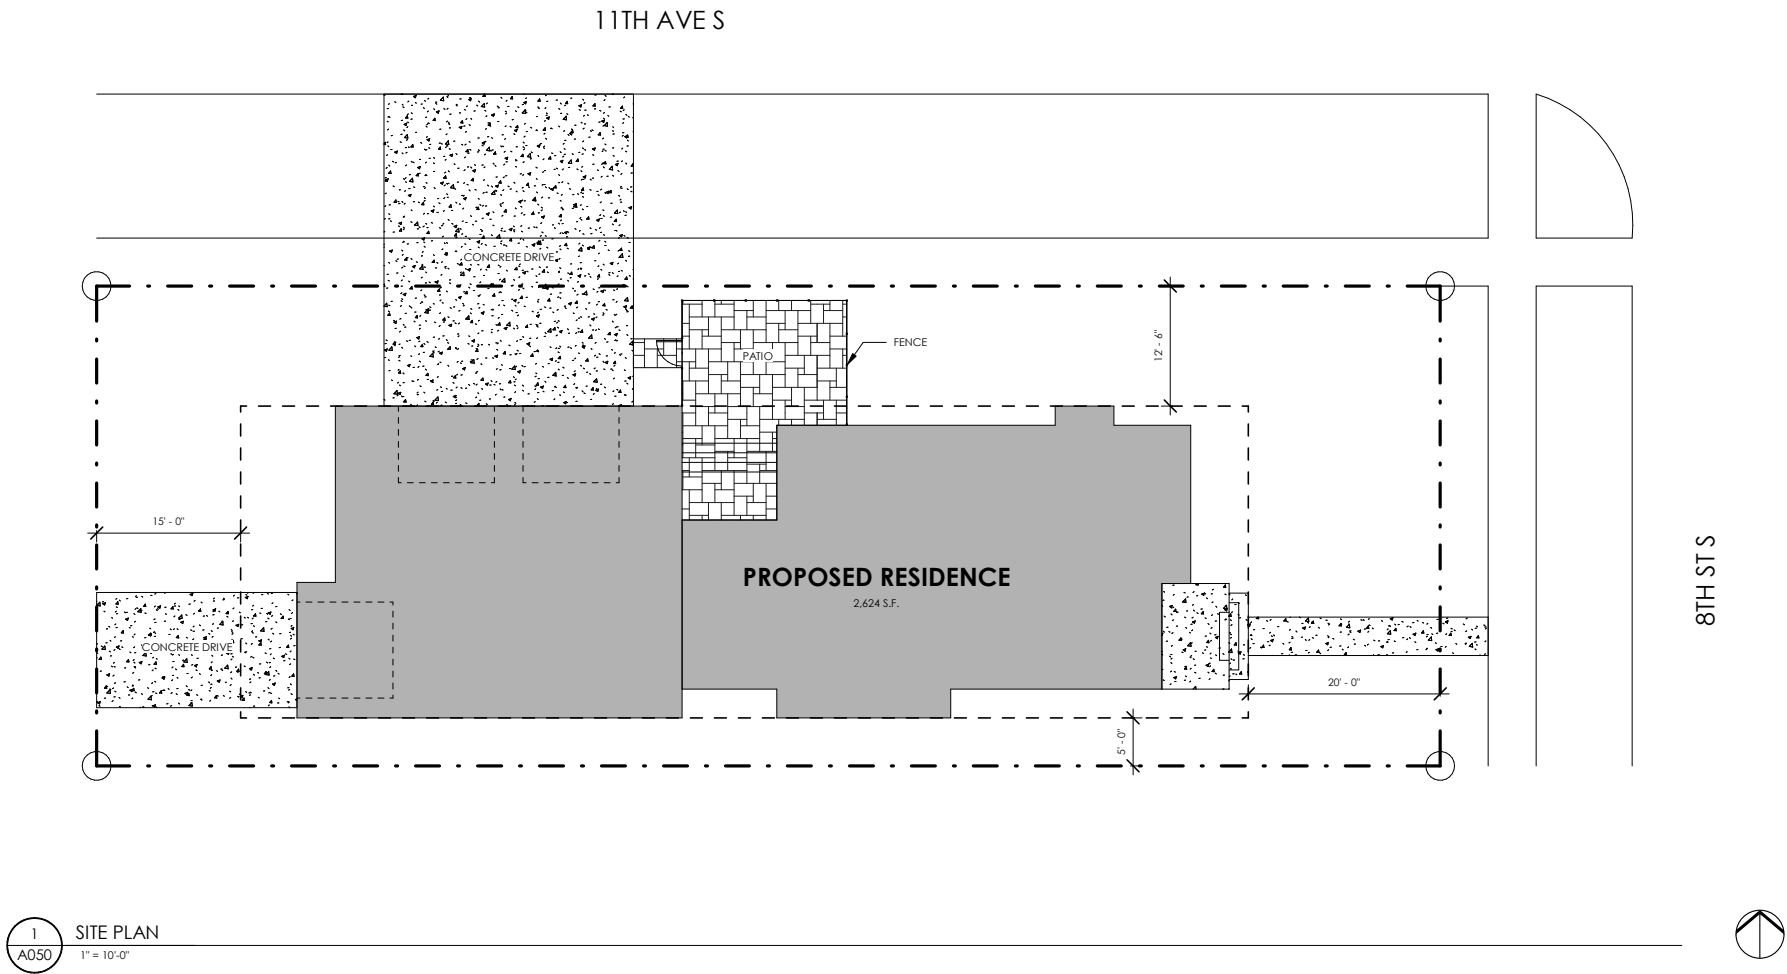 11TH AVE S
CONCRETE DRIVE
PATIO
FENCE
12' - 6"
15' - 0"
PROPOSED RESIDENCE
2,624 S.F.
8TH ST S
CONCRETE DRIVE
20' - 0"
5' - 0"
1
A050
SITE PLAN
1" = 10'-0"